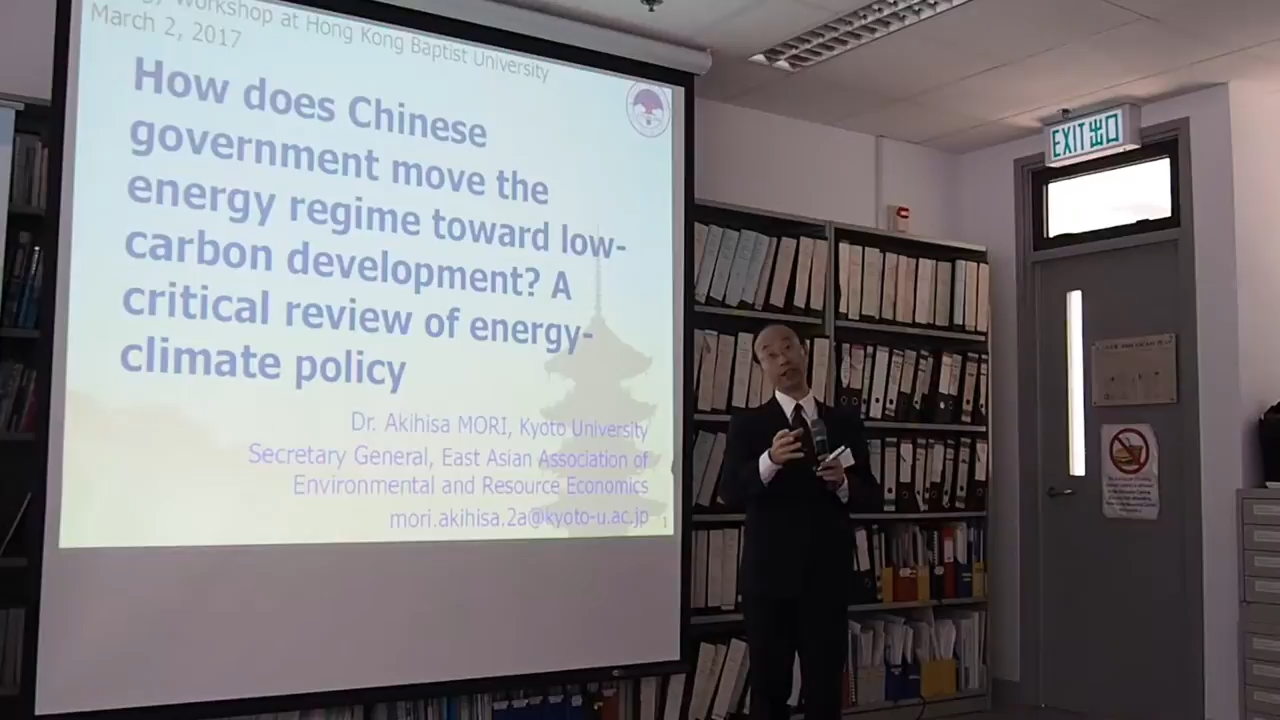 Workshop at Hong Kong Baptist University
March 2, 2017
How does Chinese
government move the
energy regime toward low-
carbon development? A
critical review of energy-
climate policy
Dr. Akihisa MORI, Kyoto University
Secretary General, East Asian Association of
Environmental and Resource Economics
mori.akihisa.2a@kyoto-u.ac.jp
1
EXIT出口